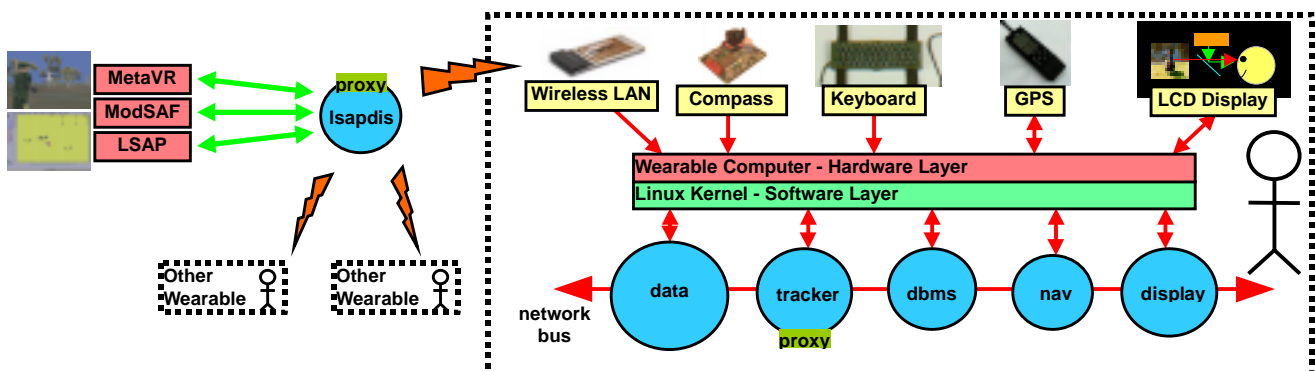 MetaVR
ModSAF
LSAP
proxy
lsapdis
Other
Wearable
Other
Wearable
Wireless LAN
Compass
Keyboard
GPS
LCD Display
Wearable Computer - Hardware Layer
Linux Kernel - Software Layer
data
tracker
dbms
nav
display
network
bus
proxy